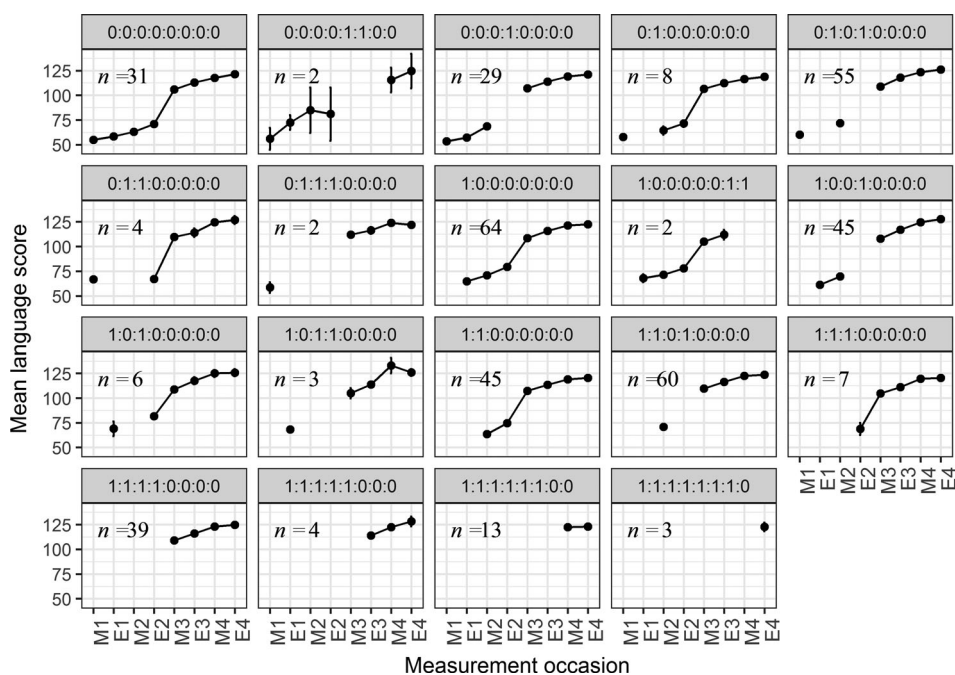 0:0:0:0:0:0:0:0 0:0:0:0:1:1:0:0 0:0:0:1:0:0:0:0 0:1:0:0:0:0:0:0 0:1:0:1:0:0:0:0
125 n =31 n =2 n =29 n =8 n =55
100
75
50
0:1:1:0:0:0:0:0 0:1:1:1:0:0:0:0 1:0:0:0:0:0:0:0 1:0:0:0:0:0:1:1 1:0:0:1:0:0:0:0
125 n =4 n =2 n =64 n =2 n =45
100
75
50
1:0:1:0:0:0:0:0 1:0:1:1:0:0:0:0 1:1:0:0:0:0:0:0 1:1:0:1:0:0:0:0 1:1:1:0:0:0:0:0
125 n =6 n =3 n =45 n =60 n =7
100
75
50
1:1:1:1:0:0:0:0 1:1:1:1:1:0:0:0 1:1:1:1:1:1:0:0 1:1:1:1:1:1:1:0
125 n =39 n =4 n =13 n =3
100
75
50
M1 E1 M2 E2 M3 E3 M4 E4
M1 E1 M2 E2 M3 E3 M4 E4 M1 E1 M2 E2 M3 E3 M4 E4 M1 E1 M2 E2 M3 E3 M4 E4 M1 E1 M2 E2 M3 E3 M4 E4
Mean language score
Measurement occasion